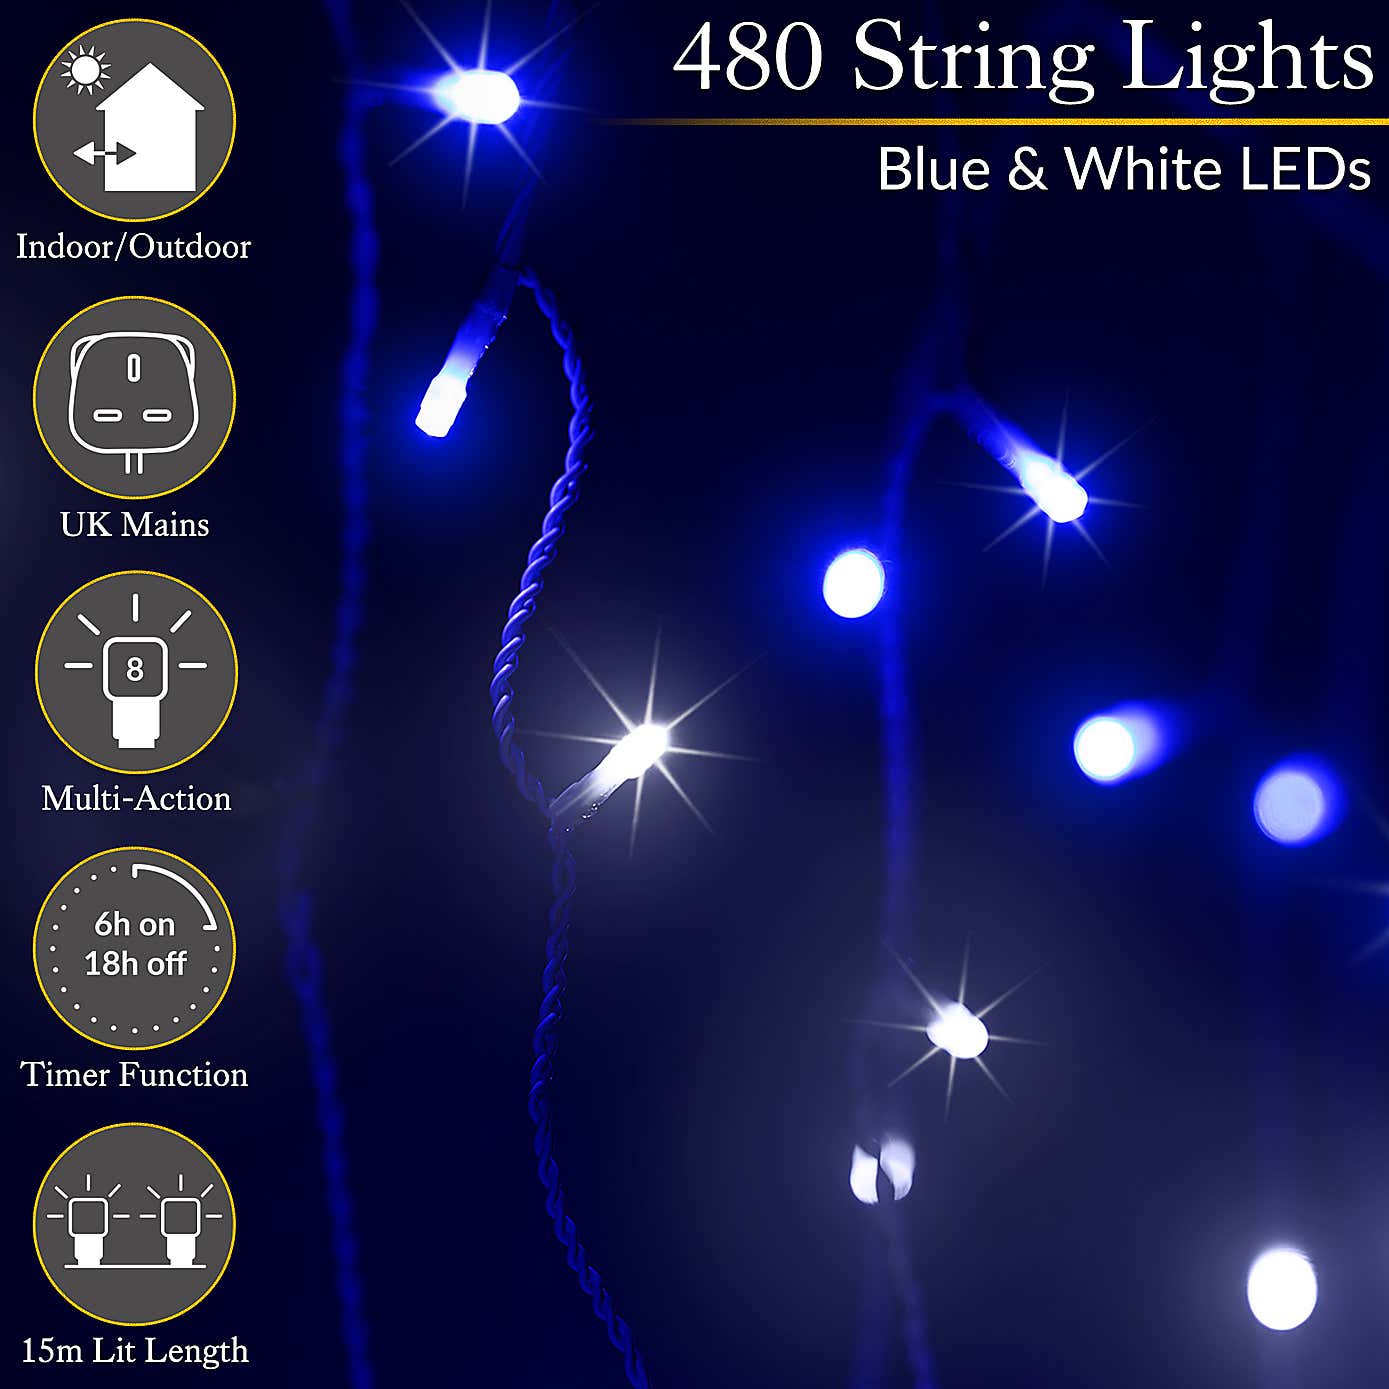 480 String Lights
Blue & White LEDs
Indoor/Outdoor
UK Mains
8
Multi-Action
6h on
18h off
Timer Function
15m Lit Length